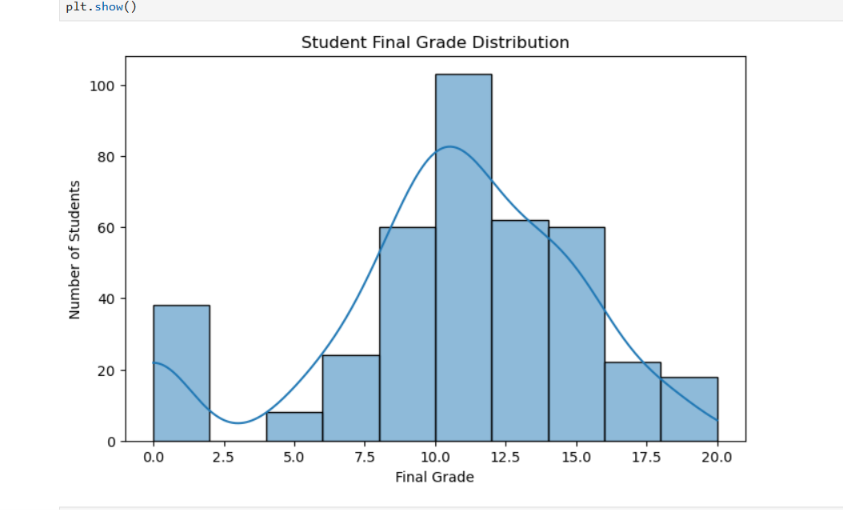 plt.show()
Student Final Grade Distribution
100
80
60
40
20
0
Number of Students
0.0 2.5 5.0 7.5 10.0 12.5 15.0 17.5 20.0
Final Grade